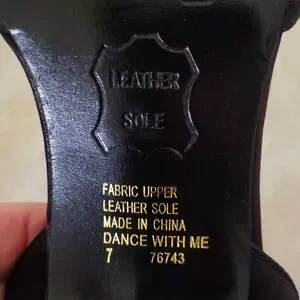 LEATHER
SOLE
FABRIC UPPER
LEATHER SOLE
MADE IN CHINA
DANCE WITH ME
7 76743